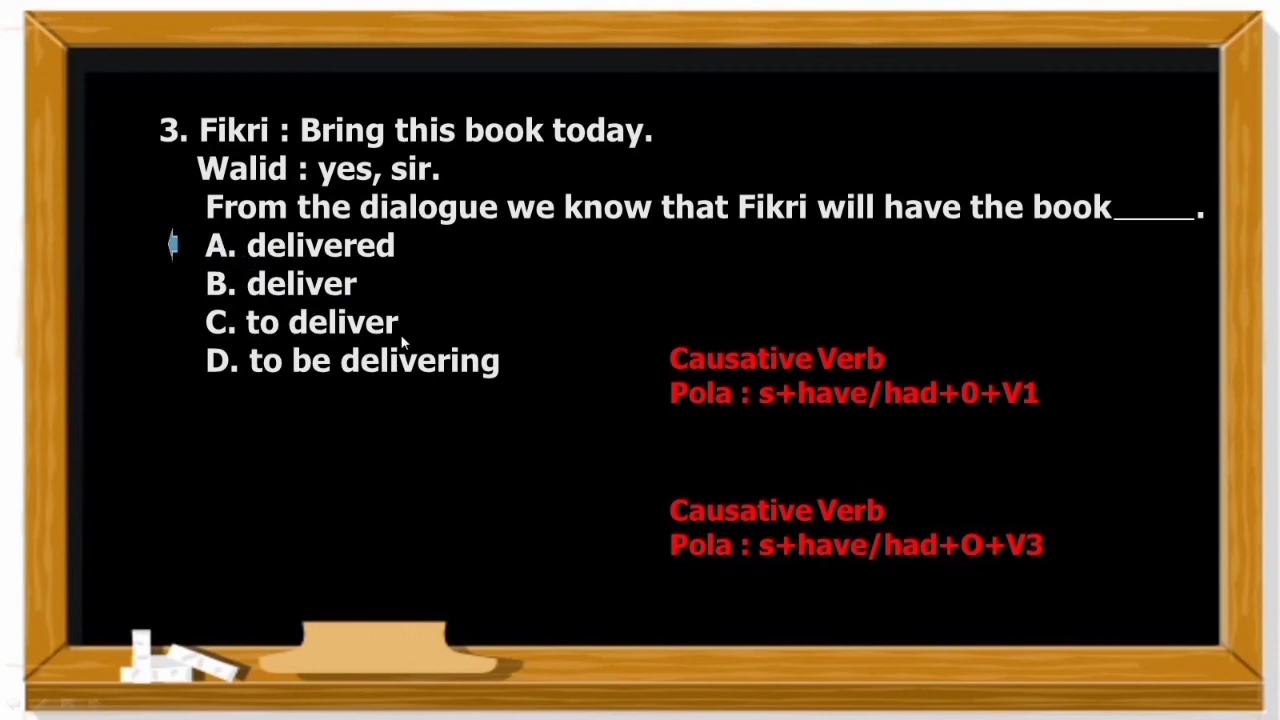 3. Fikri : Bring this book today.
Walid : yes, sir.
From the dialogue we know that Fikri will have the book_____.
A. delivered
B. deliver
C. to deliver
D. to be delivering
Causative Verb
Pola : s+have/had+0+V1
Causative Verb
Pola : s+have/had+O+V3